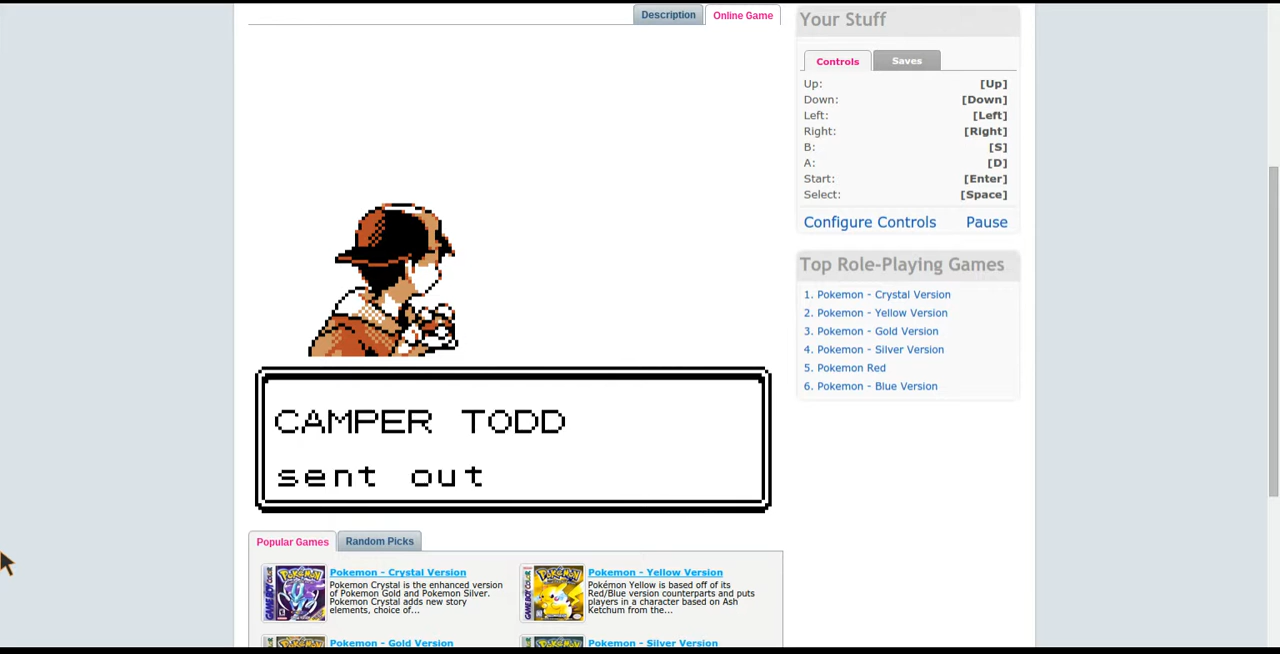 Description
Online Game
Your Stuff
Controls
Saves
Up: [Up]
Down: [Down]
Left: [Left]
Right: [Right]
B: [S]
A: [D]
Start: [Enter]
Select: [Space]
Configure Controls
Pause
Top Role-Playing Games
1. Pokemon - Crystal Version
2. Pokemon - Yellow Version
3. Pokemon - Gold Version
4. Pokemon - Silver Version
5. Pokemon Red
6. Pokemon - Blue Version
CAMPER TODD
sent out
Popular Games
Random Picks
Pokemon - Crystal Version
Pokemon Crystal is the enhanced version
of Pokemon Gold and Pokemon Silver.
Pokemon Crystal adds new story
elements, choice of...
Pokemon - Yellow Version
Pokémon Yellow is based off of its
Red/Blue version counterparts and puts
players in a character based on Ash
Ketchum from the...
Pokemon - Gold Version
Pokemon - Silver Version